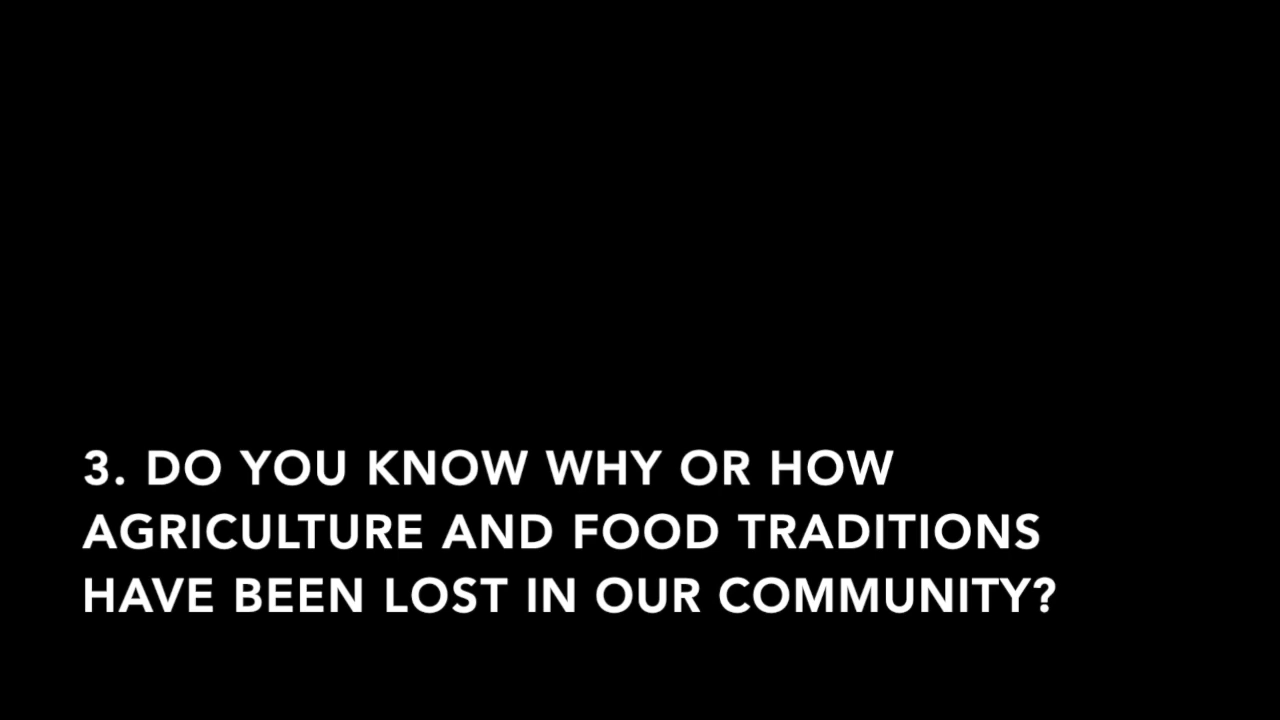 3. DO YOU KNOW WHY OR HOW
AGRICULTURE AND FOOD TRADITIONS
HAVE BEEN LOST IN OUR COMMUNITY?